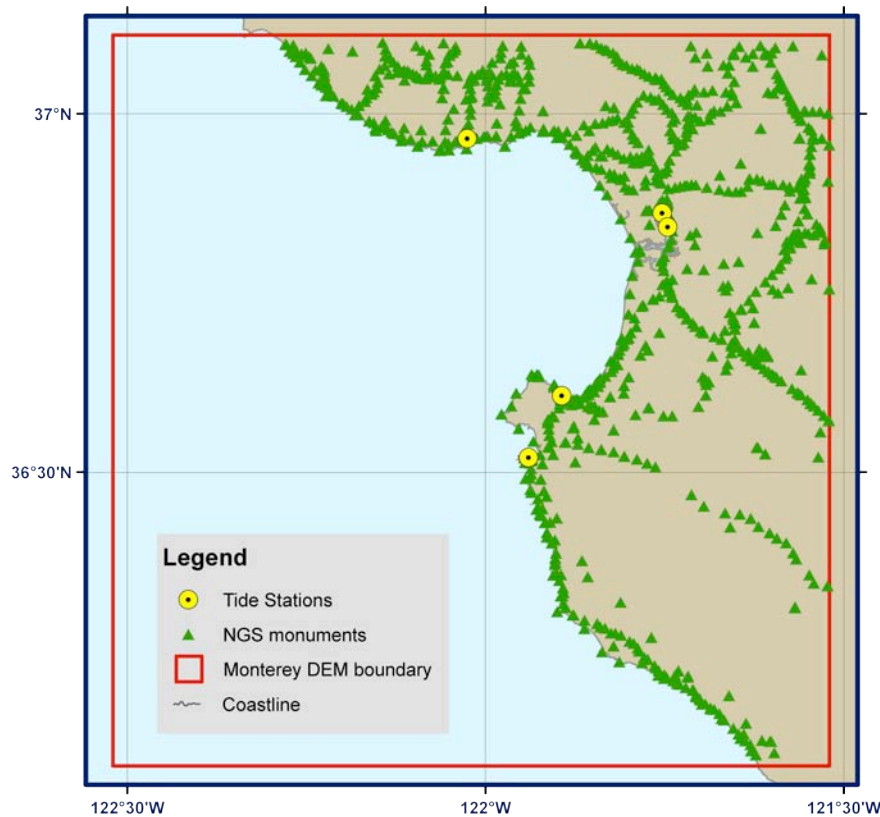 37°N
36°30'N
Legend
Tide Stations
NGS monuments
Monterey DEM boundary
Coastline
122°30'W
122°W
121°30'W